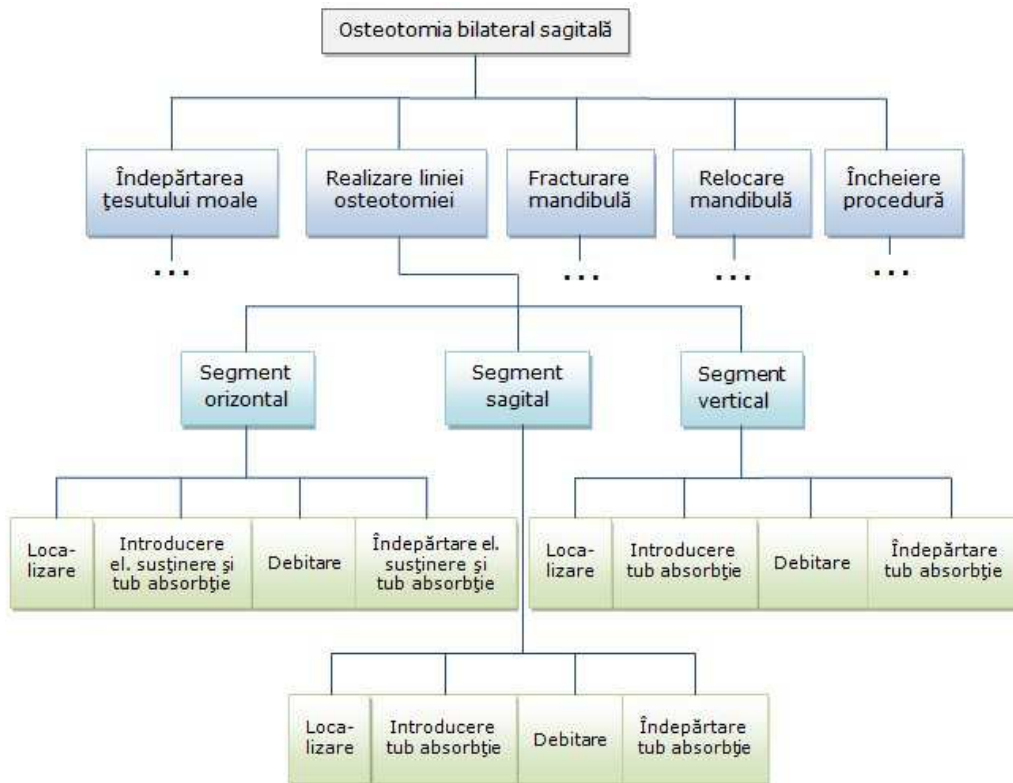 Osteotomia bilateral sagitală
Îndepărtarea
ţesutului moale
Realizare liniei
osteotomiei
Fracturare
mandibulă
Relocare
mandibulă
Încheiere
procedură
...
...
...
...
Segment
orizontal
Segment
sagital
Segment
vertical
Loca-
lizare
Introducere
el. susţinere şi
tub absorbţie
Debitare
Îndepărtare el.
susţinere şi
tub absorbţie
Loca-
lizare
Introducere
tub absorbţie
Debitare
Îndepărtare
tub absorbţie
Loca-
lizare
Introducere
tub absorbţie
Debitare
Îndepărtare
tub absorbţie